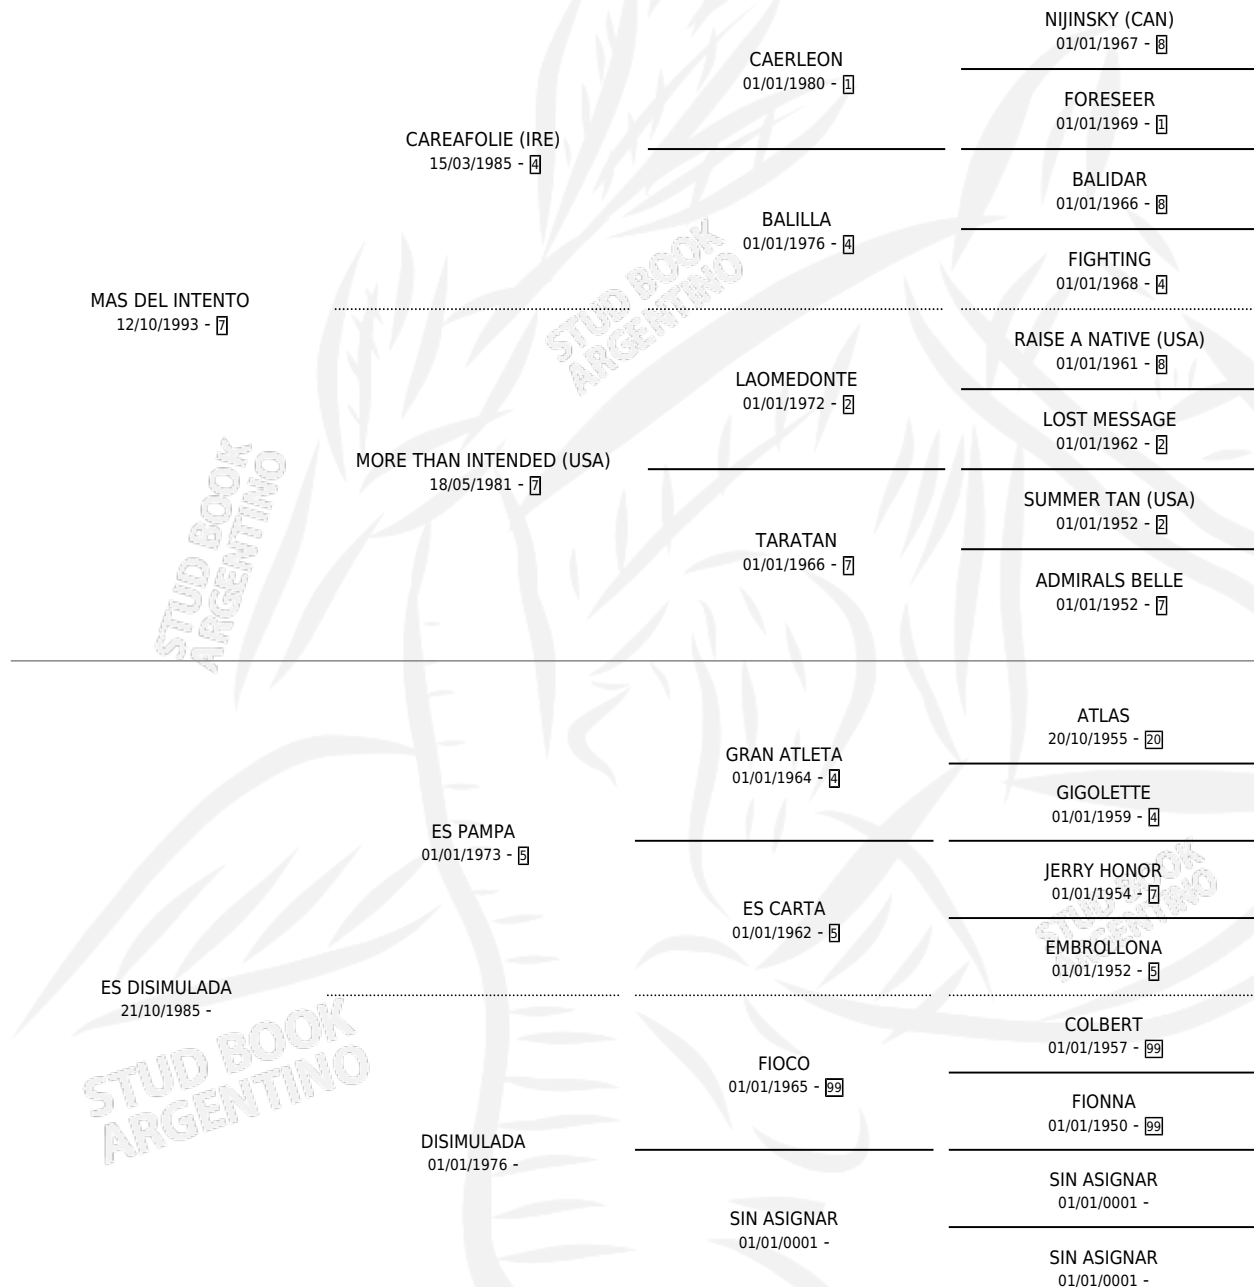 NIJINSKY (CAN)
01/01/1967 - 8
CAERLEON
01/01/1980 - 1
FORESEER
01/01/1969 - 1
CAREAFOLIE (IRE)
15/03/1985 - 4
BALIDAR
01/01/1966 - 8
BALILLA
01/01/1976 - 4
FIGHTING
01/01/1968 - 4
MAS DEL INTENTO
12/10/1993 - 7
RAISE A NATIVE (USA)
01/01/1961 - 8
LAOMEDONTE
01/01/1972 - 2
LOST MESSAGE
01/01/1962 - 2
MORE THAN INTENDED (USA)
18/05/1981 - 7
SUMMER TAN (USA)
01/01/1952 - 2
TARATAN
01/01/1966 - 7
ADMIRALS BELLE
01/01/1952 - 7
ATLAS
20/10/1955 - 20
GRAN ATLETA
01/01/1964 - 4
GIGOLETTE
01/01/1959 - 4
ES PAMPA
01/01/1973 - 5
JERRY HONOR
01/01/1954 - 7
ES CARTA
01/01/1962 - 5
EMBROLLONA
01/01/1952 - 5
ES DISIMULADA
21/10/1985 -
COLBERT
01/01/1957 - 99
FIOCO
01/01/1965 - 99
FIONNA
01/01/1950 - 99
DISIMULADA
01/01/1976 -
SIN ASIGNAR
01/01/0001 -
SIN ASIGNAR
01/01/0001 -
SIN ASIGNAR
01/01/0001 -
STUD BOOK
ARGENTINO
STUD BOOK
ARGENTINO
STUD BOOK
ARGENTINO
STUD BOOK
ARGENTINO